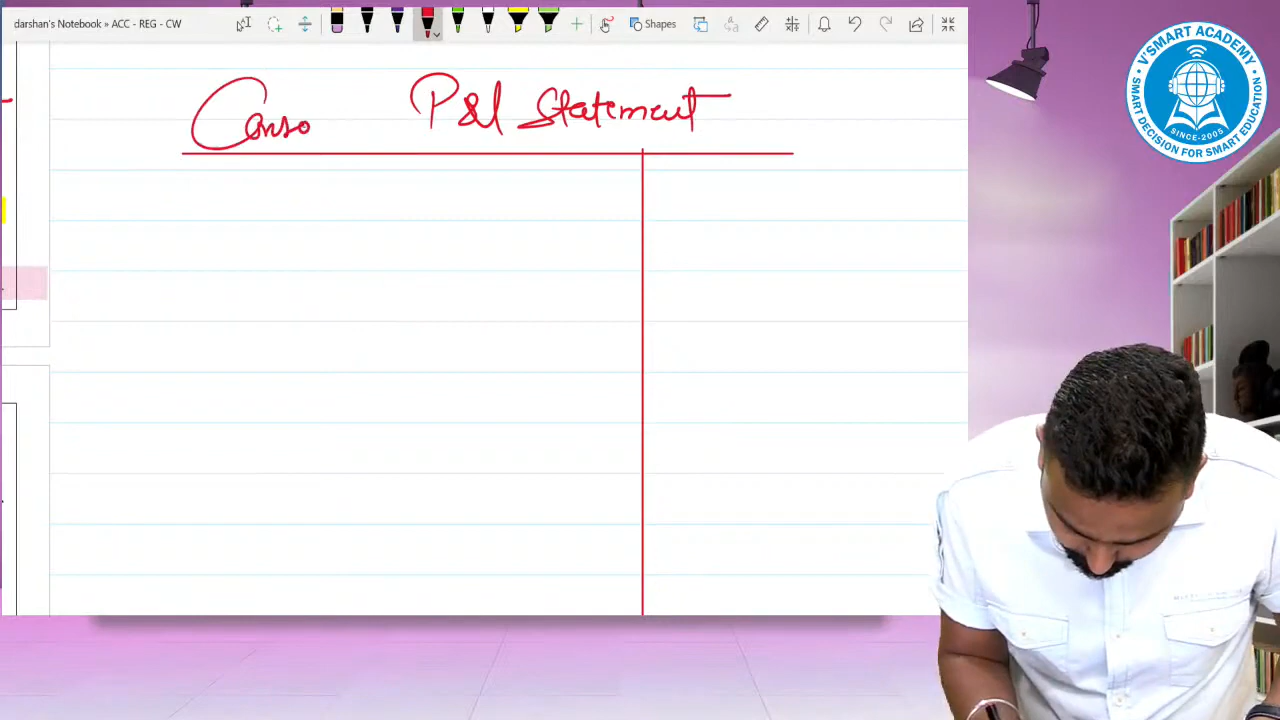 darshan's Notebook » ACC - REG - CW
Shapes
Conso P&L Statement
V'SMART ACADEMY
SINCE-2005
SMART DECISION FOR SMART EDUCATION